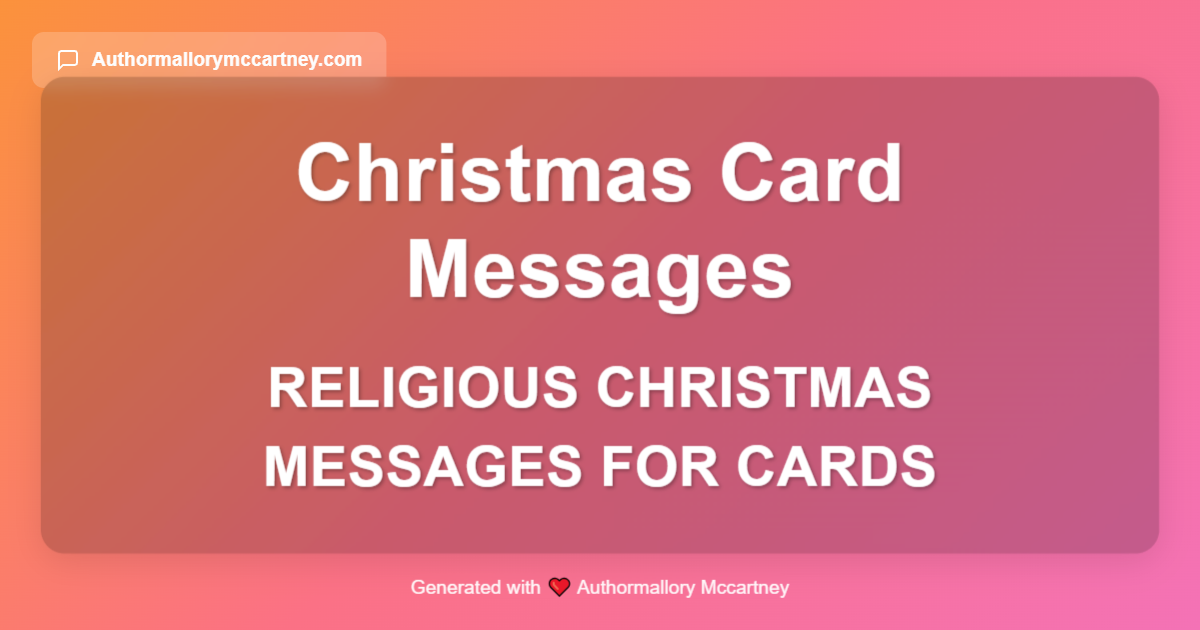 Authormallorymccartney.com
Christmas Card
Messages
RELIGIOUS CHRISTMAS
MESSAGES FOR CARDS
Generated with ❤️ Authormallory Mccartney